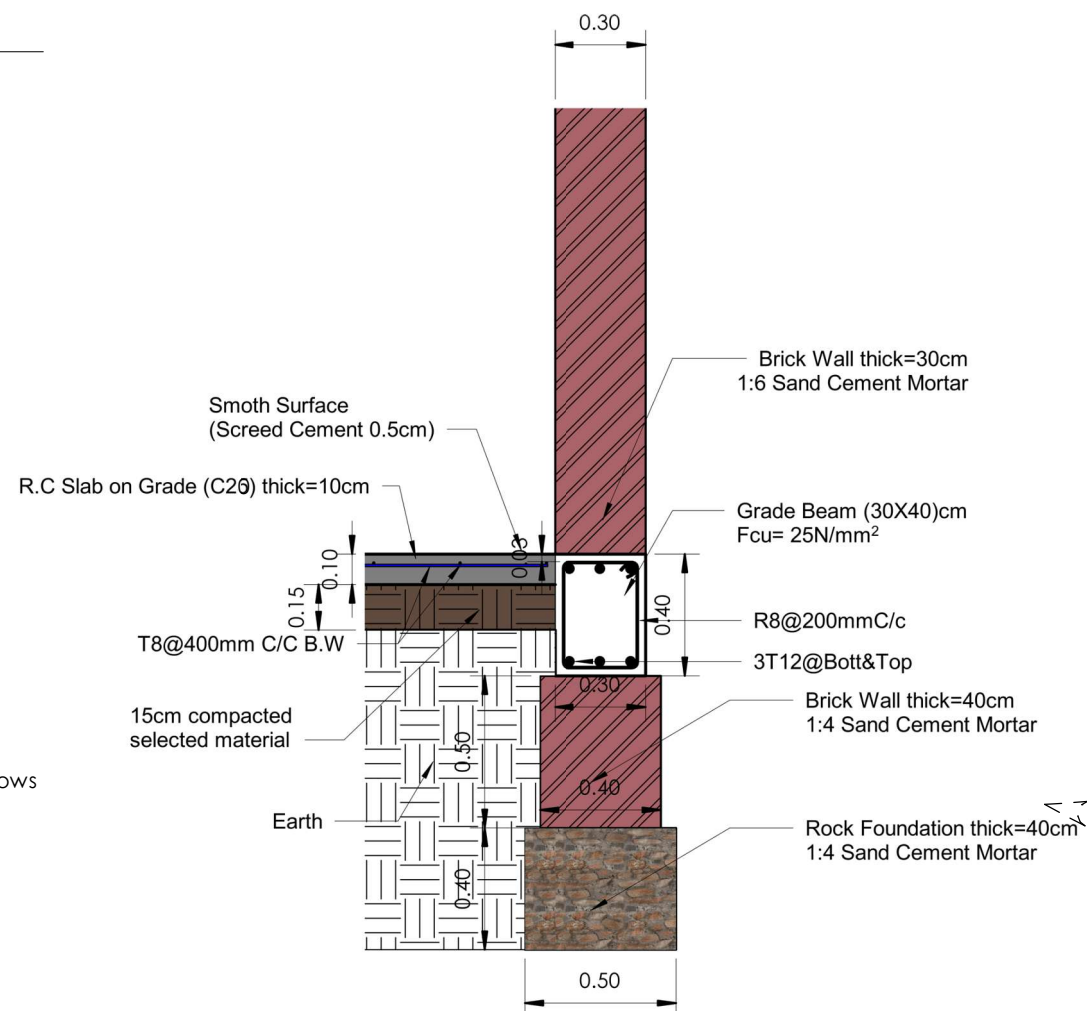 0.30
Brick Wall thick=30cm
1:6 Sand Cement Mortar
Smoth Surface
(Screed Cement 0.5cm)
R.C Slab on Grade (C20) thick=10cm
Grade Beam (30X40)cm
Fcu= 25N/mm²
0.03
0.10
0.15
0.40
R8@200mmC/c
T8@400mm C/C B.W
3T12@Bott&Top
0.30
Brick Wall thick=40cm
1:4 Sand Cement Mortar
15cm compacted
selected material
0.50
ows
0.40
Earth
Rock Foundation thick=40cm
1:4 Sand Cement Mortar
0.40
0.50